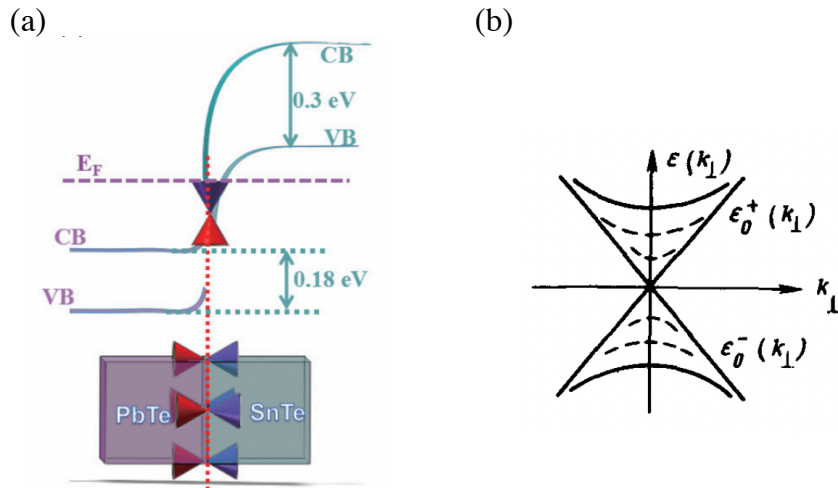 (a)
CB
0.3 eV
VB
E_F
CB
0.18 eV
VB
PbTe
SnTe
(b)
ε(k⊥)
ε₀⁺(k⊥)
k⊥
ε₀⁻(k⊥)